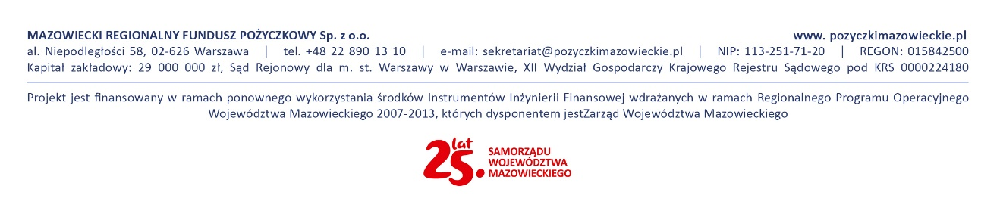 MAZOWIECKI REGIONALNY FUNDUSZ POŻYCZKOWY Sp. z o.o. www. pozyczkimazowieckie.pl
al. Niepodległości 58, 02-626 Warszawa | tel. +48 22 890 13 10 | e-mail: sekretariat@pozyczkimazowieckie.pl | NIP: 113-251-71-20 | REGON: 015842500
Kapitał zakładowy: 29 000 000 zł, Sąd Rejonowy dla m. st. Warszawy w Warszawie, XII Wydział Gospodarczy Krajowego Rejestru Sądowego pod KRS 0000224180
Projekt jest finansowany w ramach ponownego wykorzystania środków Instrumentów Inżynierii Finansowej wdrażanych w ramach Regionalnego Programu Operacyjnego
Województwa Mazowieckiego 2007-2013, których dysponentem jestZarząd Województwa Mazowieckiego
25 lat
SAMORZĄDU
WOJEWÓDZTWA
MAZOWIECKIEGO